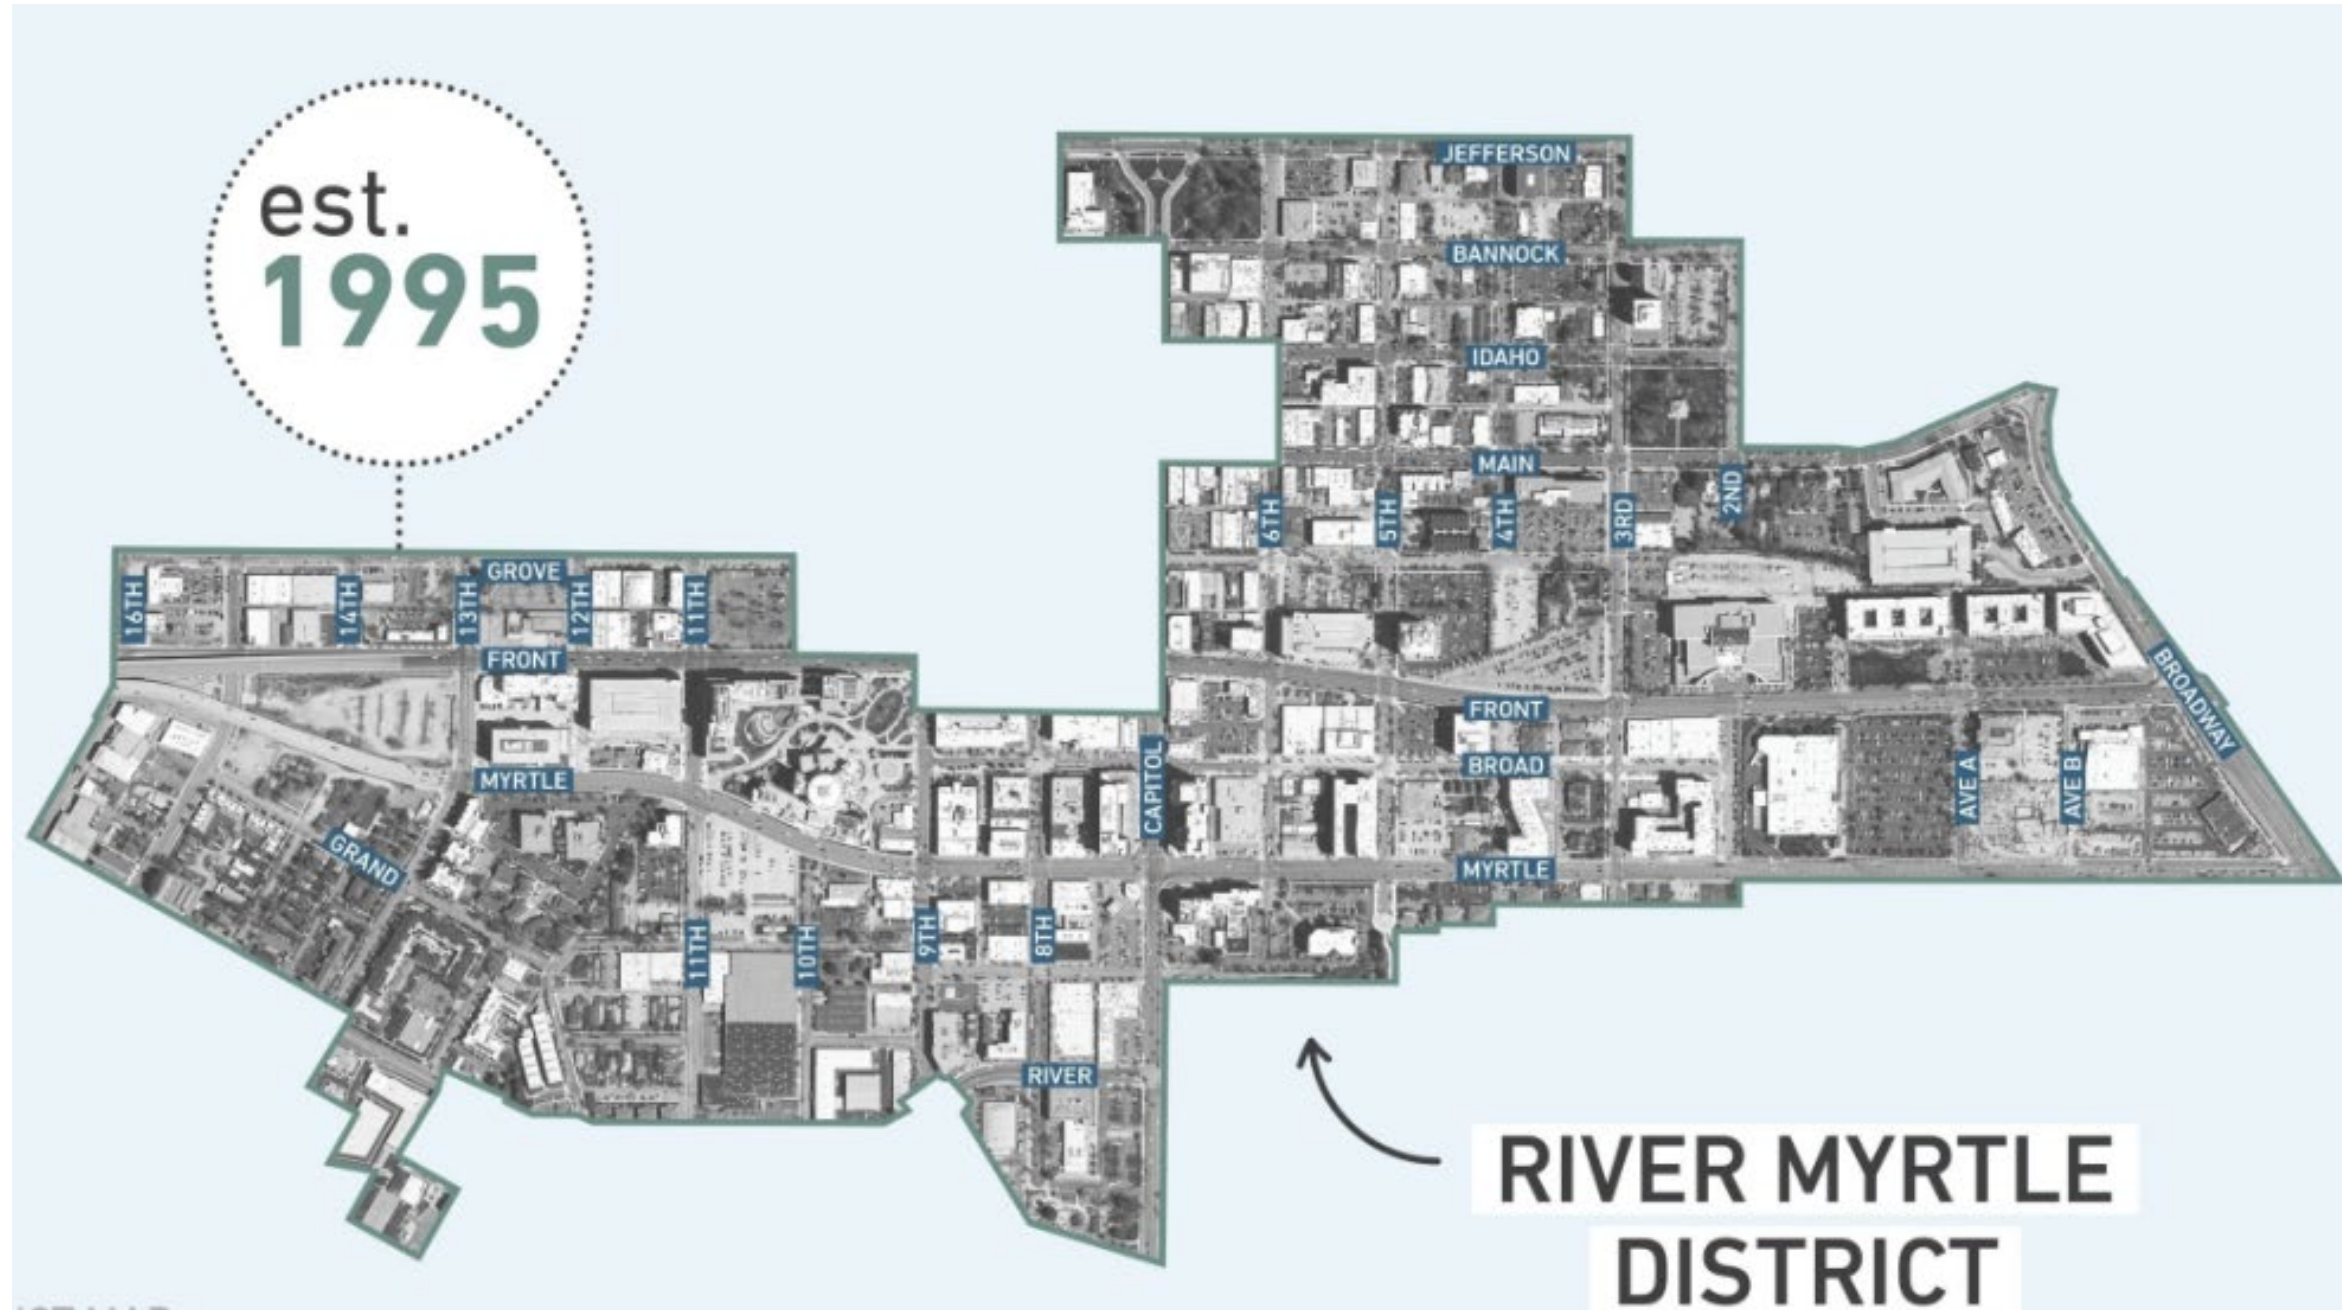 est.
1995
JEFFERSON
BANNOCK
IDAHO
MAIN
6TH
5TH
4TH
3RD
2ND
16TH
14TH
13TH
GROVE
12TH
11TH
FRONT
FRONT
BROADWAY
MYRTLE
CAPITOL
BROAD
AVE A
AVE B
GRAND
MYRTLE
11TH
10TH
9TH
8TH
RIVER
RIVER MYRTLE
DISTRICT